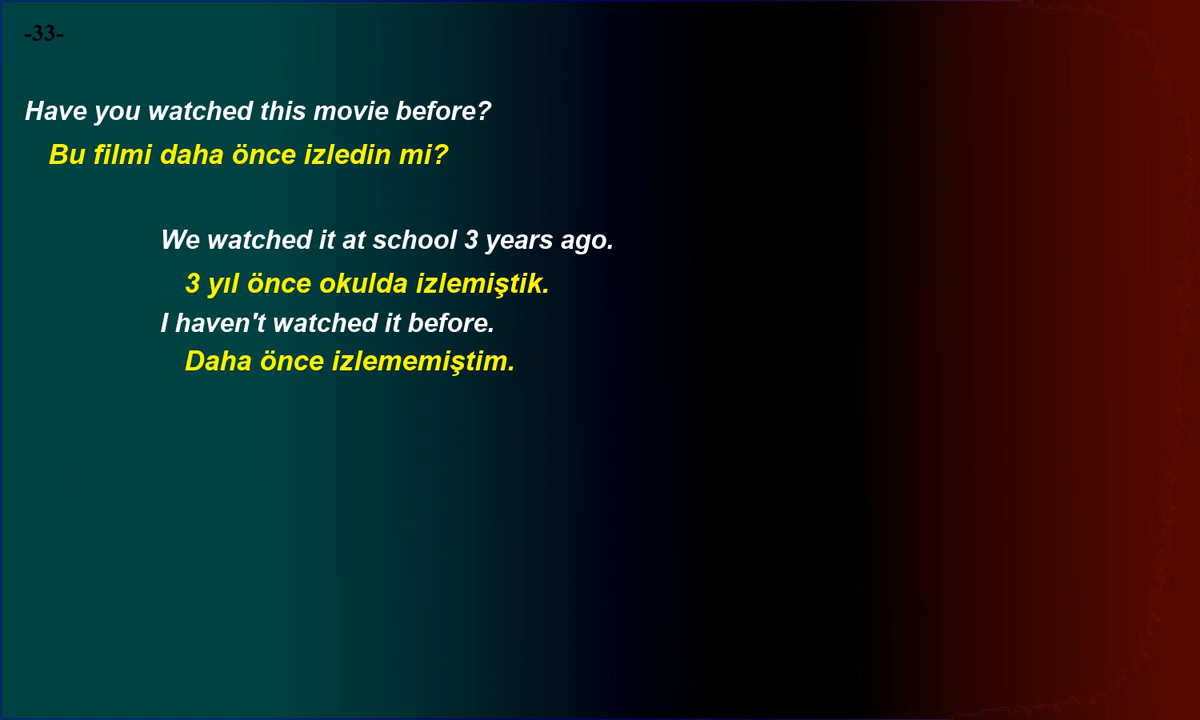 -33-
Have you watched this movie before?
Bu filmi daha önce izledin mi?
We watched it at school 3 years ago.
3 yıl önce okulda izlemiştik.
I haven't watched it before.
Daha önce izlememiştim.